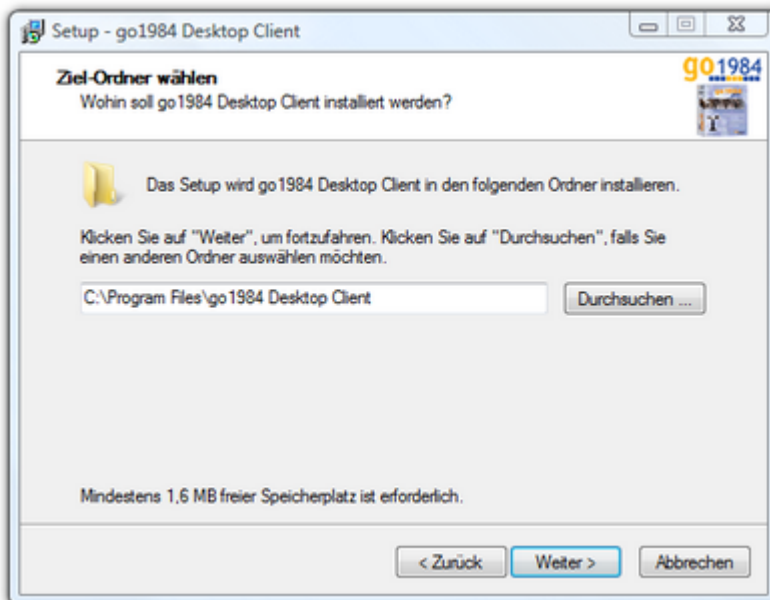 Setup - go1984 Desktop Client
Ziel-Ordner wählen
Wohin soll go1984 Desktop Client installiert werden?
go1984
Das Setup wird go1984 Desktop Client in den folgenden Ordner installieren.
Klicken Sie auf "Weiter", um fortzufahren. Klicken Sie auf "Durchsuchen", falls Sie
einen anderen Ordner auswählen möchten.
C:\Program Files\go1984 Desktop Client
Durchsuchen ...
Mindestens 1,6 MB freier Speicherplatz ist erforderlich.
< Zurück
Weiter >
Abbrechen